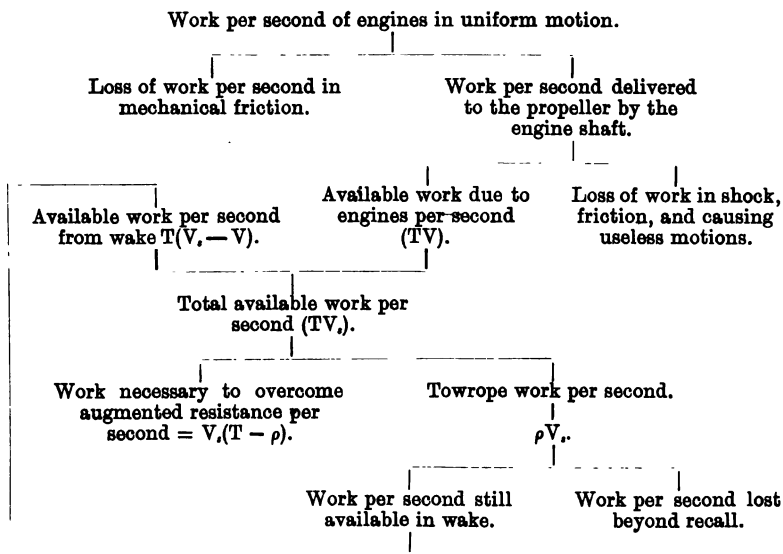 Work per second of engines in uniform motion.
Loss of work per second in
mechanical friction.
Work per second delivered
to the propeller by the
engine shaft.
Available work per second
from wake T(Vₛ — V).
Available work due to
engines per second
(TV).
Loss of work in shock,
friction, and causing
useless motions.
Total available work per
second (TVₛ).
Work necessary to overcome
augmented resistance per
second = Vₛ(T — ρ).
Towrope work per second.
ρVₛ.
Work per second still
available in wake.
Work per second lost
beyond recall.